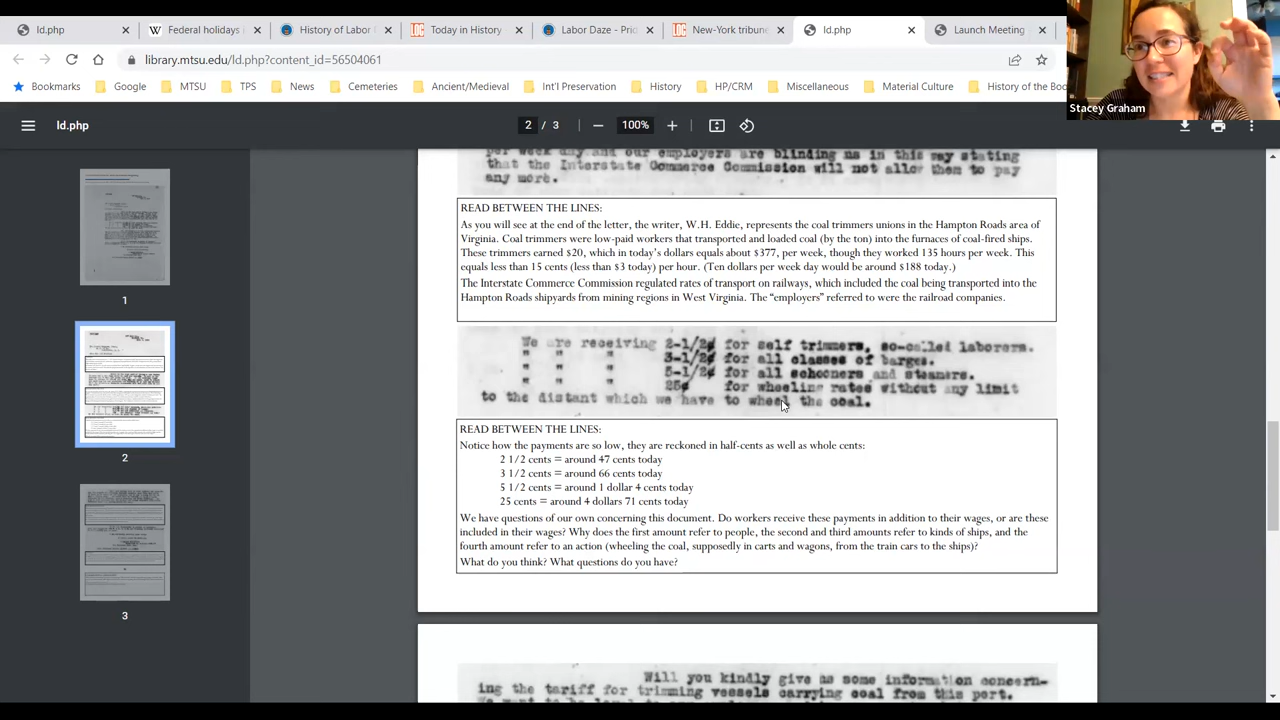 ld.php
Federal holidays
History of Labor
Today in History
Labor Daze - Pri
New-York tribune
ld.php
Launch Meeting
library.mtsu.edu/ld.php?content_id=56504061
Bookmarks
Google
MTSU
TPS
News
Cemeteries
Ancient/Medieval
Int'l Preservation
History
HP/CRM
Miscellaneous
Material Culture
History of the Boo
Stacey Graham
ld.php
2 / 3
100%
1
2
3
per week day and our employers are blinding us in this way stating
that the Interstate Commerce Commission will not allow them to pay
any more.
READ BETWEEN THE LINES:
As you will see at the end of the letter, the writer, W.H. Eddie, represents the coal trimmers unions in the Hampton Roads area of
Virginia. Coal trimmers were low-paid workers that transported and loaded coal (by the ton) into the furnaces of coal-fired ships.
These trimmers earned $20, which in today's dollars equals about $377, per week, though they worked 135 hours per week. This
equals less than 15 cents (less than $3 today) per hour. (Ten dollars per week day would be around $188 today.)
The Interstate Commerce Commission regulated rates of transport on railways, which included the coal being transported into the
Hampton Roads shipyards from mining regions in West Virginia. The “employers” referred to were the railroad companies.
We are receiving 2-1/2¢ for self trimmers, so-called laborers.
" " " 3-1/2¢ for all classes of barges.
" " " 5-1/2¢ for all schooners and steamers.
" " " 25¢ for wheeling rates without any limit
to the distant which we have to wheel the coal.
READ BETWEEN THE LINES:
Notice how the payments are so low, they are reckoned in half-cents as well as whole cents:
2 1/2 cents = around 47 cents today
3 1/2 cents = around 66 cents today
5 1/2 cents = around 1 dollar 4 cents today
25 cents = around 4 dollars 71 cents today
We have questions of our own concerning this document. Do workers receive these payments in addition to their wages, or are these
included in their wages? Why does the first amount refer to people, the second and third amounts refer to kinds of ships, and the
fourth amount refer to an action (wheeling the coal, supposedly in carts and wagons, from the train cars to the ships)?
What do you think? What questions do you have?
Will you kindly give us some information concern-
ing the tariff for trimming vessels carrying coal from this port.